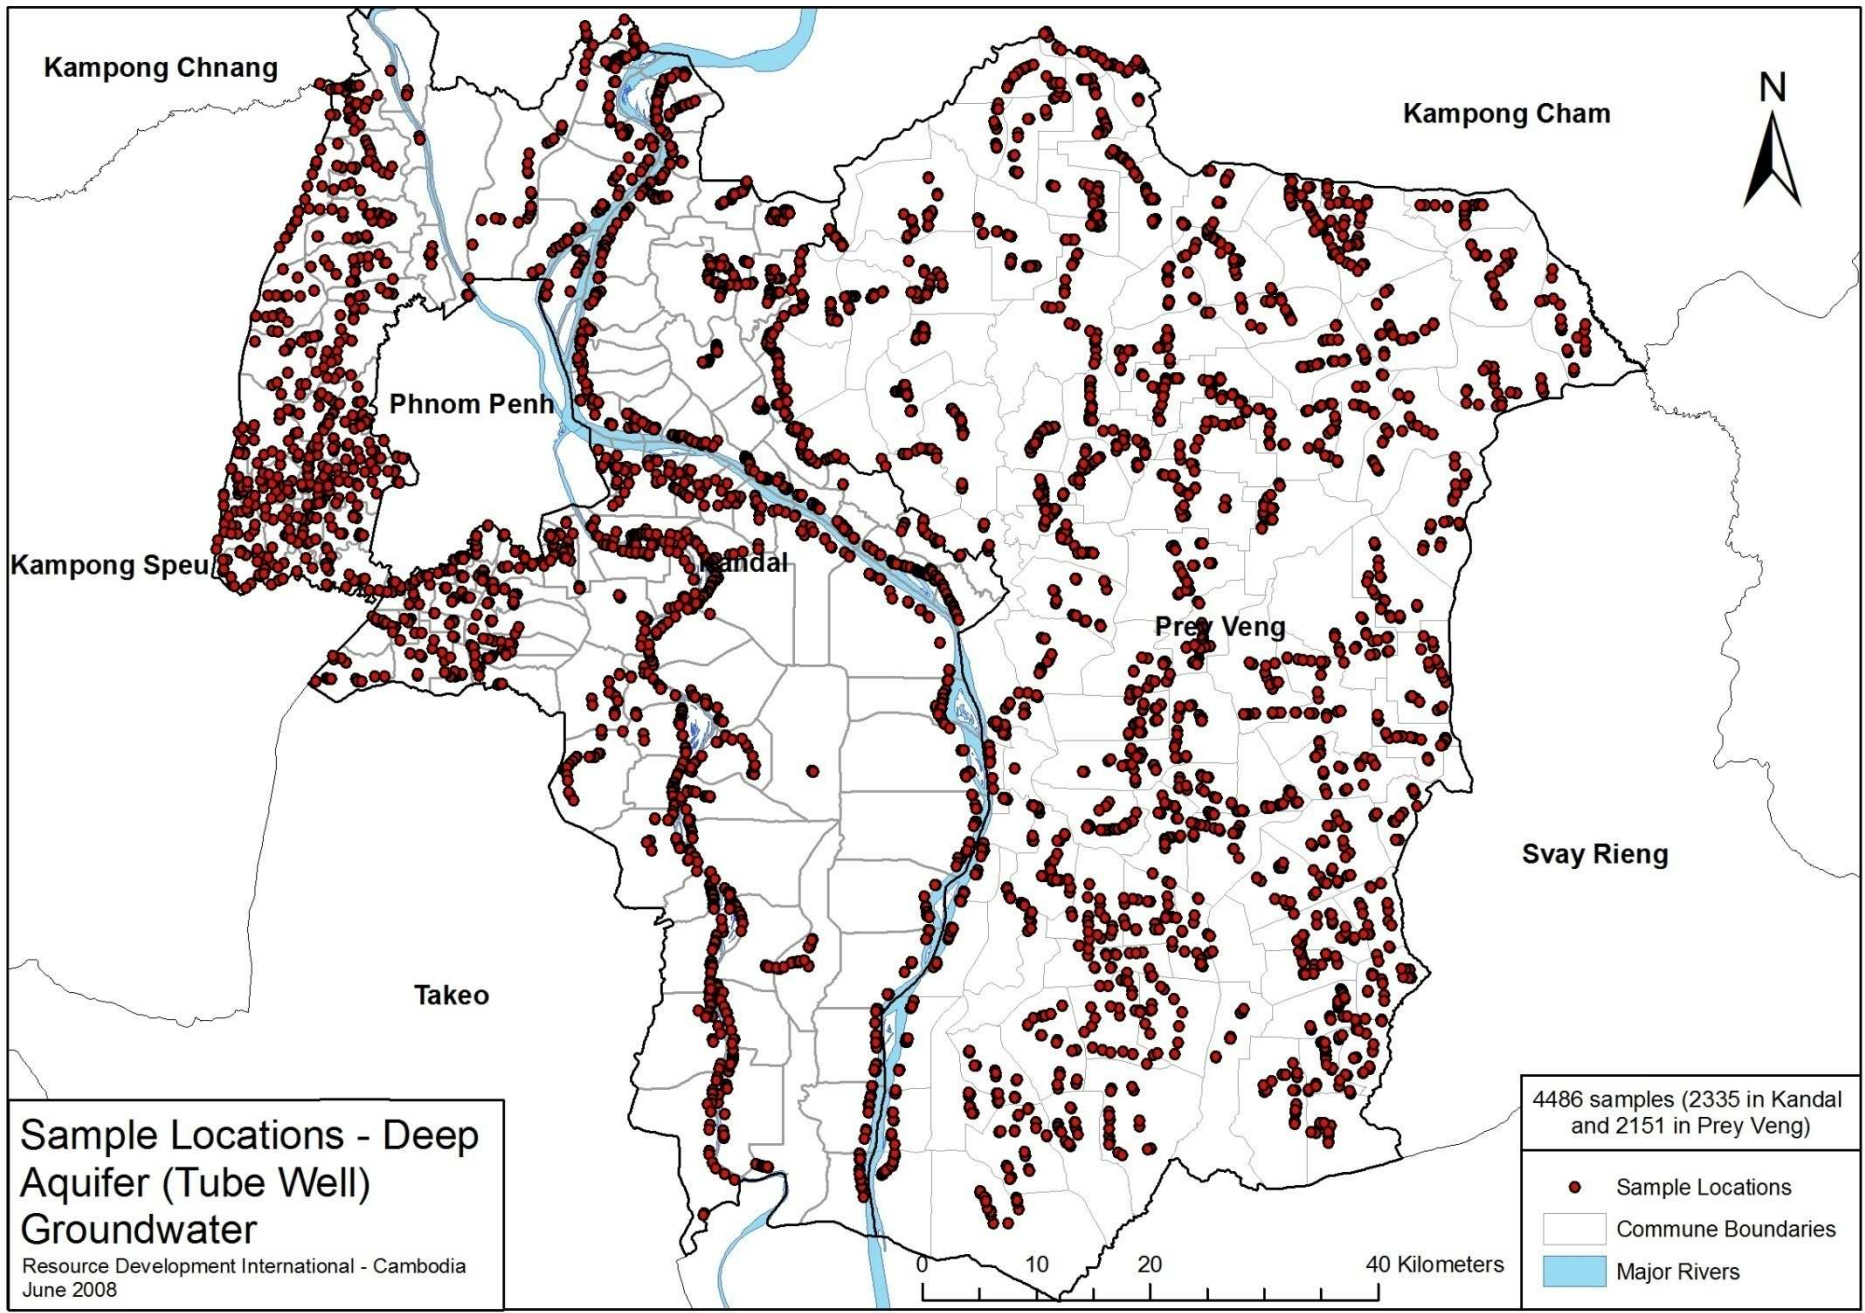 Kampong Chnang
Kampong Cham
N
Phnom Penh
Kampong Speu
Kandal
Prey Veng
Svay Rieng
Takeo
Sample Locations - Deep
Aquifer (Tube Well)
Groundwater
Resource Development International - Cambodia
June 2008
0 10 20 40 Kilometers
4486 samples (2335 in Kandal
and 2151 in Prey Veng)
Sample Locations
Commune Boundaries
Major Rivers